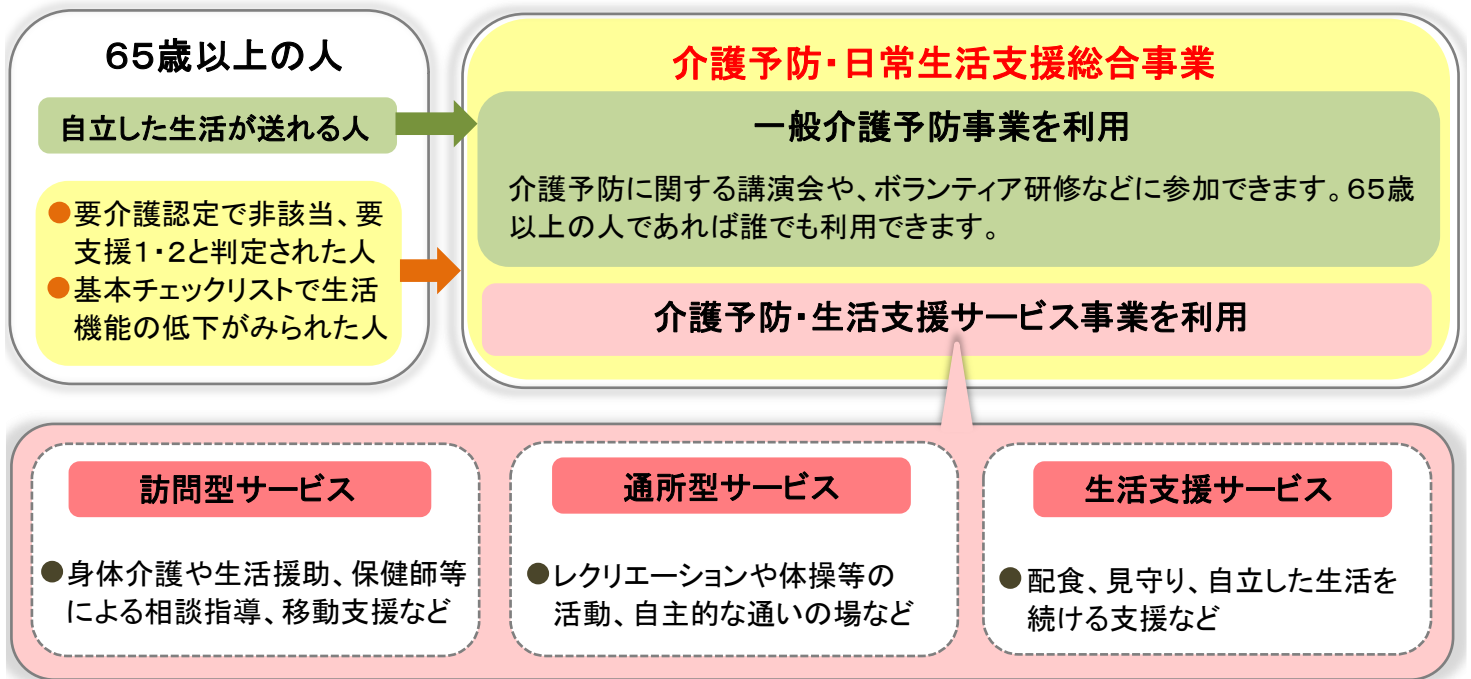 65歳以上の人
自立した生活が送れる人
●要介護認定で非該当、要
支援1・2と判定された人
●基本チェックリストで生活
機能の低下がみられた人
介護予防・日常生活支援総合事業
一般介護予防事業を利用
介護予防に関する講演会や、ボランティア研修などに参加できます。65歳
以上の人であれば誰でも利用できます。
介護予防・生活支援サービス事業を利用
訪問型サービス
●身体介護や生活援助、保健師等
による相談指導、移動支援など
通所型サービス
●レクリエーションや体操等の
活動、自主的な通いの場など
生活支援サービス
●配食、見守り、自立した生活を
続ける支援など